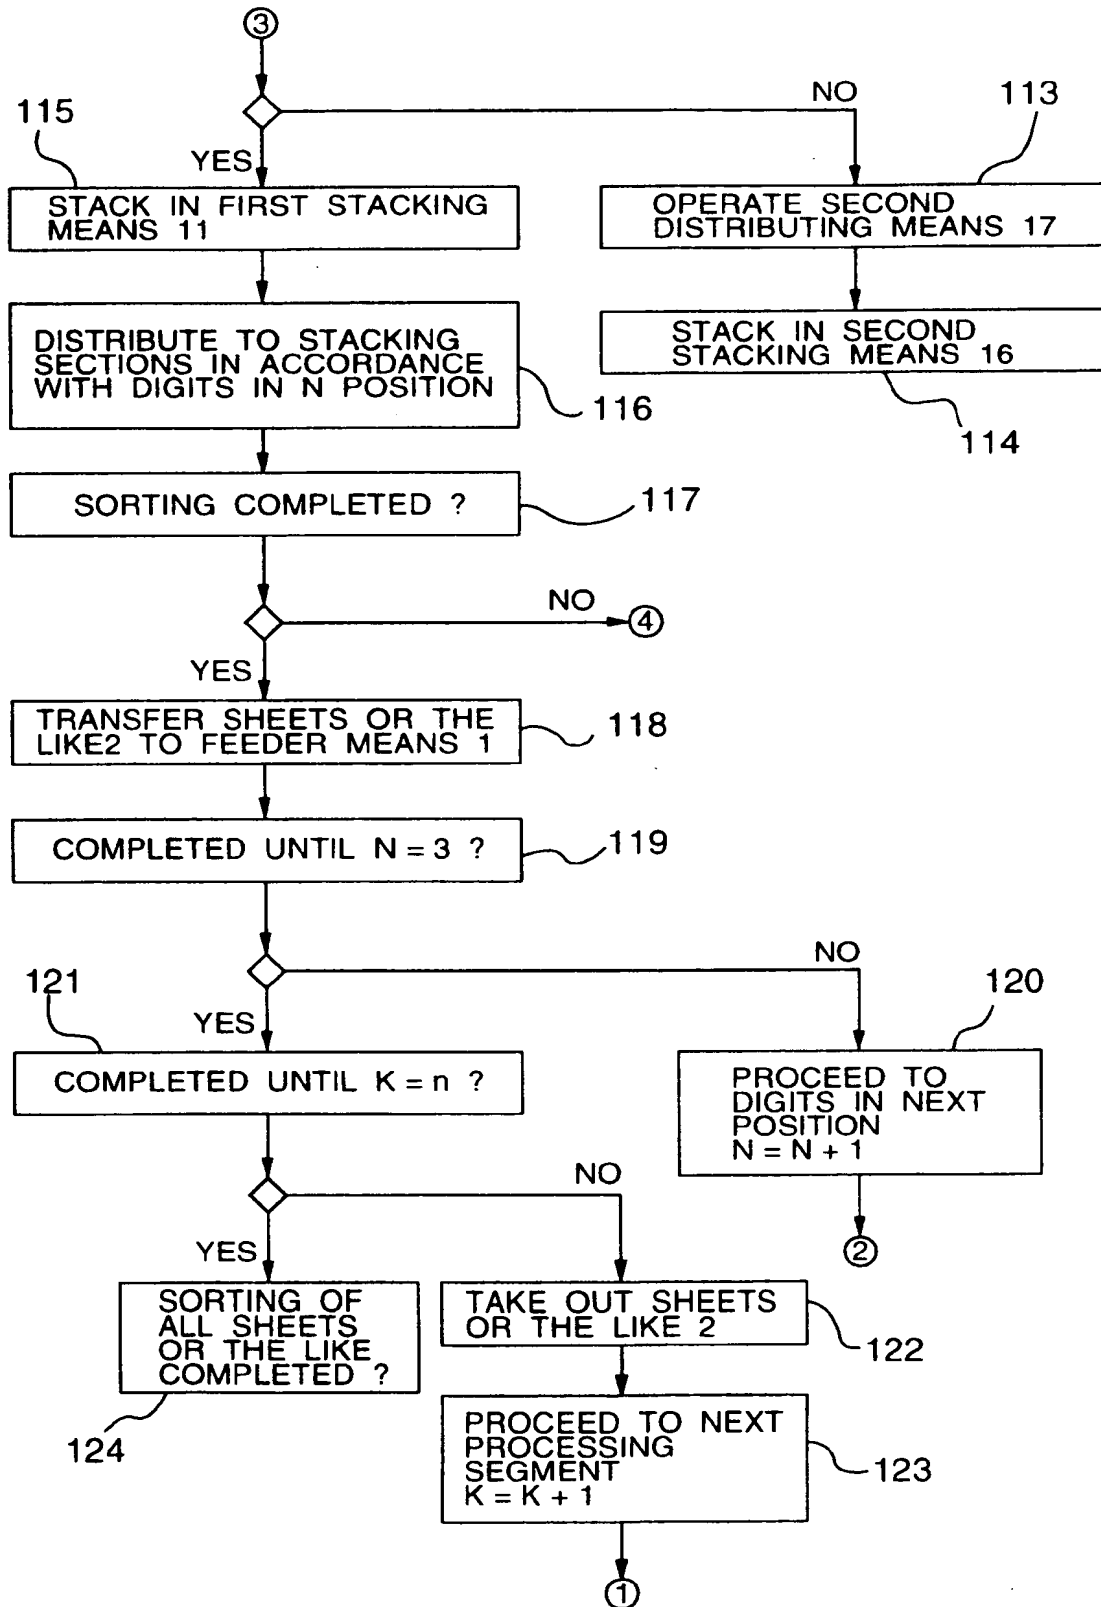 3
NO
113
115
YES
STACK IN FIRST STACKING
MEANS 11
OPERATE SECOND
DISTRIBUTING MEANS 17
DISTRIBUTE TO STACKING
SECTIONS IN ACCORDANCE
WITH DIGITS IN N POSITION
116
STACK IN SECOND
STACKING MEANS 16
114
SORTING COMPLETED ?
117
NO
4
YES
TRANSFER SHEETS OR THE
LIKE2 TO FEEDER MEANS 1
118
COMPLETED UNTIL N = 3 ?
119
NO
121
YES
120
COMPLETED UNTIL K = n ?
PROCEED TO
DIGITS IN NEXT
POSITION
N = N + 1
2
NO
YES
SORTING OF
ALL SHEETS
OR THE LIKE
COMPLETED ?
124
TAKE OUT SHEETS
OR THE LIKE 2
122
PROCEED TO NEXT
PROCESSING
SEGMENT
K = K + 1
123
1